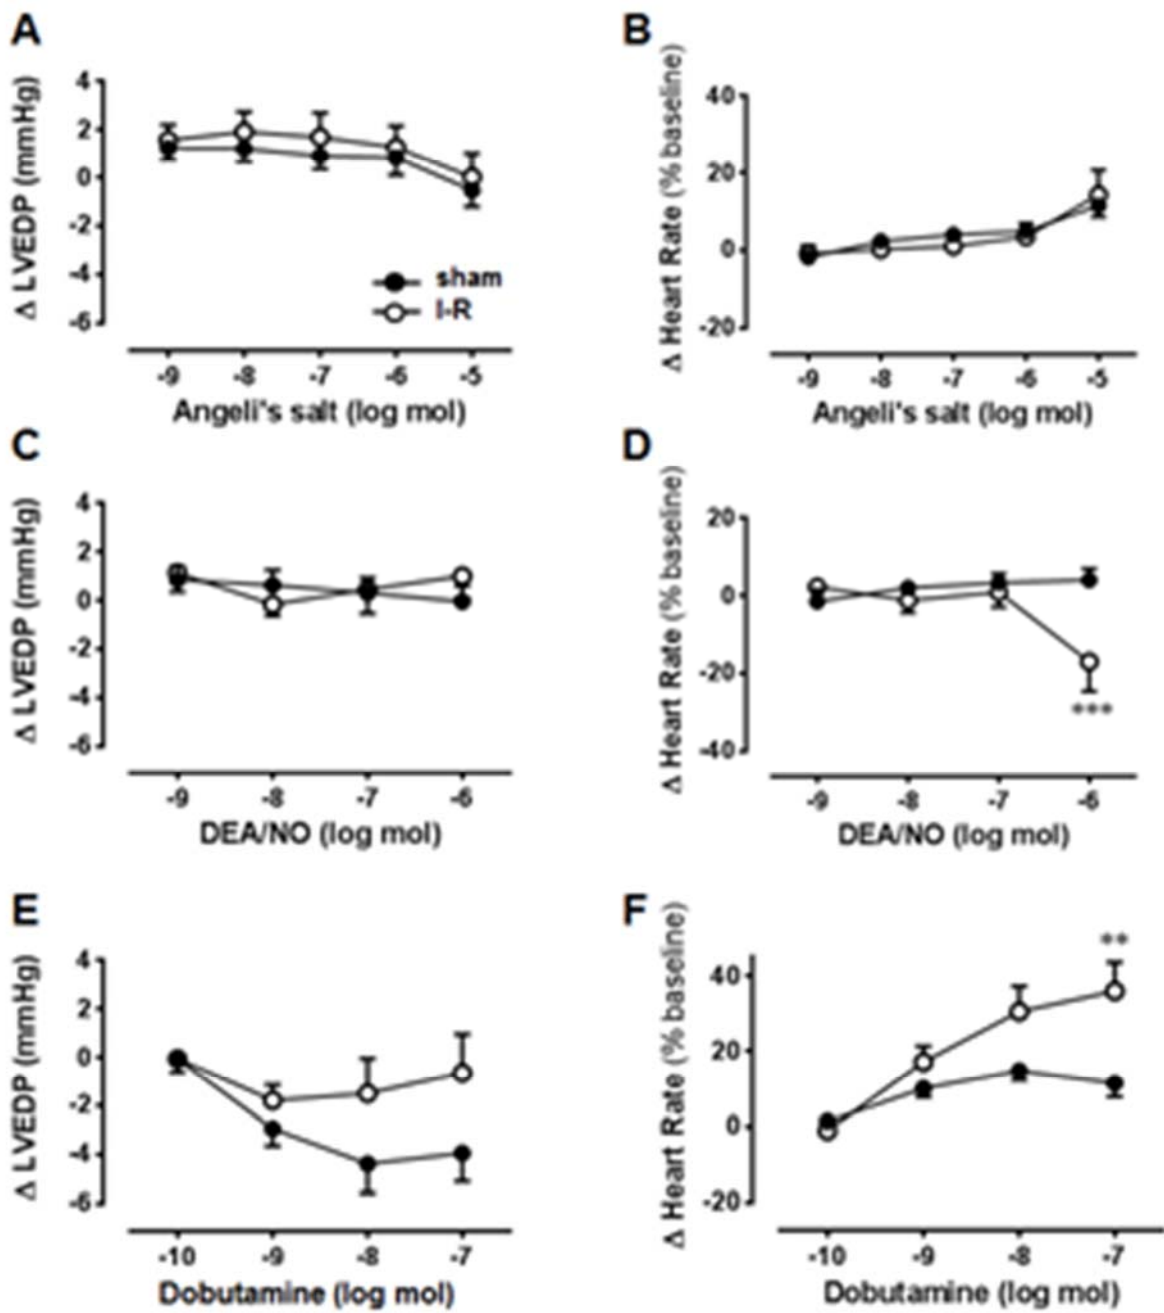 A
Δ LVEDP (mmHg)
4
2
0
-2
-4
-6
sham
I-R
-9 -8 -7 -6 -5
Angeli's salt (log mol)
B
Δ Heart Rate (% baseline)
40
20
0
-20
-9 -8 -7 -6 -5
Angeli's salt (log mol)
C
Δ LVEDP (mmHg)
4
2
0
-2
-4
-6
-9 -8 -7 -6
DEA/NO (log mol)
D
Δ Heart Rate (% baseline)
20
0
-20
-40
***
-9 -8 -7 -6
DEA/NO (log mol)
E
Δ LVEDP (mmHg)
4
2
0
-2
-4
-6
-10 -9 -8 -7
Dobutamine (log mol)
F
Δ Heart Rate (% baseline)
40
20
0
-20
**
-10 -9 -8 -7
Dobutamine (log mol)